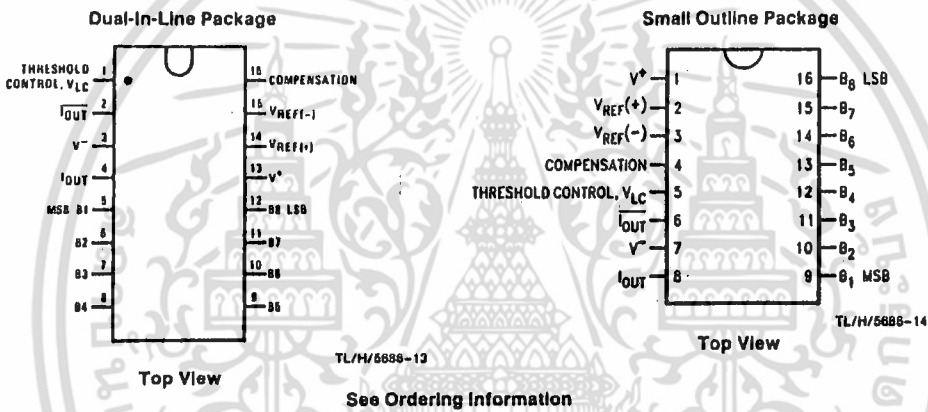 Dual-In-Line Package
THRESHOLD
CONTROL, VLC
1
IOUT
2
V−
3
IOUT
4
MSB B1
5
B2
6
B3
7
B4
8
16 COMPENSATION
15 VREF(−)
14 VREF(+)
13 V+
12 B8 LSB
11 B7
10 B6
9 B5
TL/H/5686-13
Top View
Small Outline Package
V+ 1
VREF(+) 2
VREF(−) 3
COMPENSATION 4
THRESHOLD CONTROL, VLC 5
IOUT 6
V− 7
IOUT 8
16 B8 LSB
15 B7
14 B6
13 B5
12 B4
11 B3
10 B2
9 B1 MSB
TL/H/5686-14
Top View
See Ordering Information